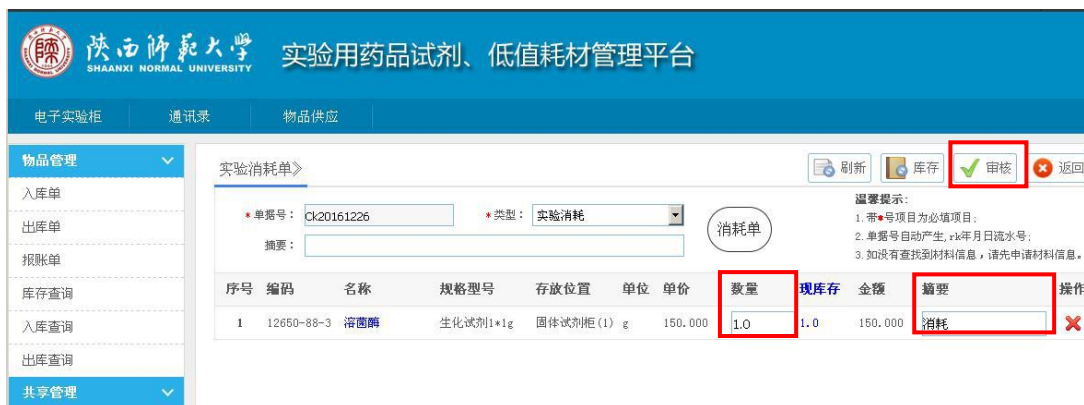 陕西师范大学
SHAANXI NORMAL UNIVERSITY
实验用药品试剂、低值耗材管理平台
电子实验柜 通讯录 物品供应
物品管理
入库单
出库单
报账单
库存查询
入库查询
出库查询
共享管理
实验消耗单》
刷新 库存 审核 返回
*单据号： Ck20161226 *类型： 实验消耗
摘要：
消耗单
温馨提示:
1.带*号项目为必填项目;
2.单据号自动产生,rk年月日流水号;
3.如没有查找到材料信息，请先申请材料信息。
序号 编码 名称 规格型号 存放位置 单位 单价 数量 现库存 金额 摘要 操作
1 12650-88-3 溶菌酶 生化试剂1*1g 固体试剂柜(1) g 150.000 1.0 1.0 150.000 消耗